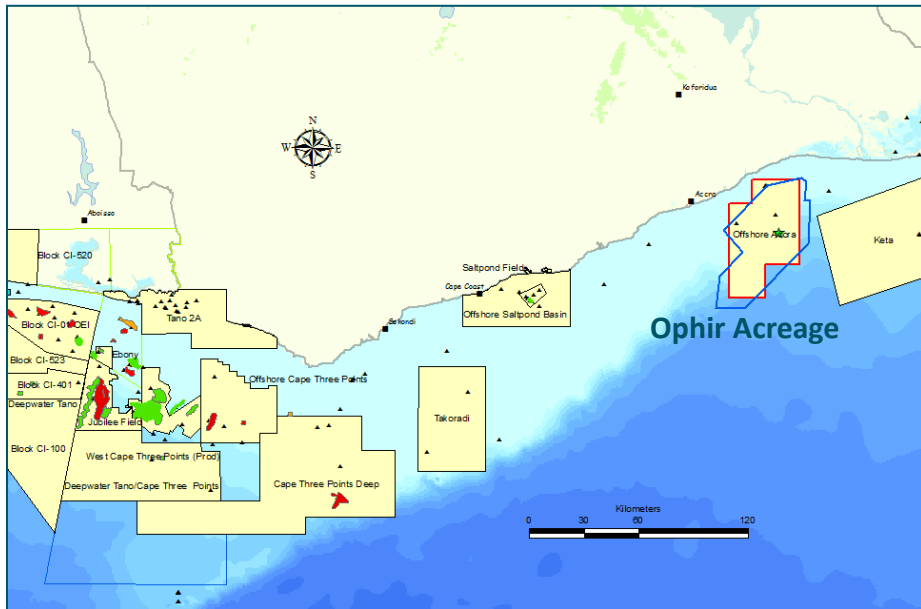 Koforidua
N
W E
S
Accra
Aboisso
Offshore Accra
Keta
Block CI-520
Saltpond Field
Cape Coast
Offshore Saltpond Basin
Tano 2A
Sekondi
Block CI-01 OEI
Ophir Acreage
Ebony
Block CI-523
Offshore Cape Three Points
Block CI-401
Deepwater Tano
Jubilee Field
Takoradi
Block CI-100
West Cape Three Points (Prod)
Deepwater Tano/Cape Three Points
Cape Three Points Deep
Kilometers
0 30 60 120